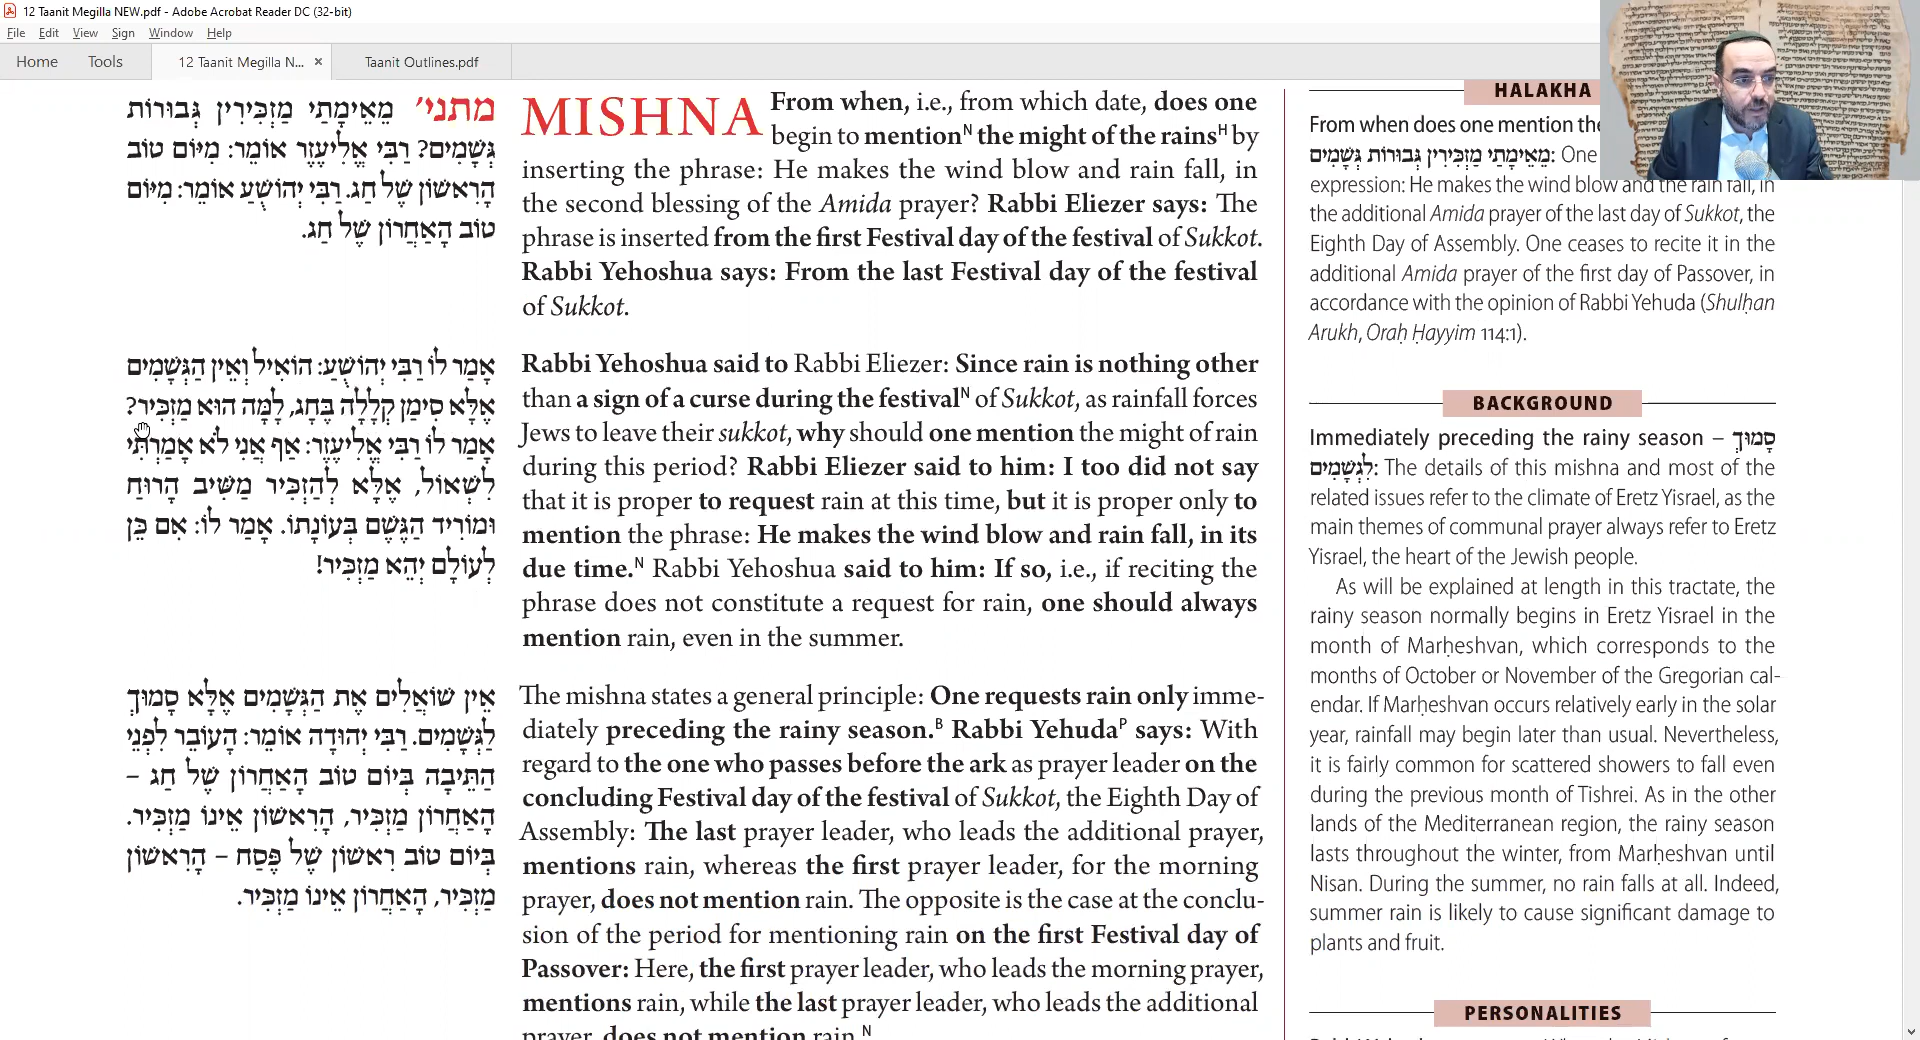 12 Taanit Megilla NEW.pdf - Adobe Acrobat Reader DC (32-bit)
File Edit View Sign Window Help
Home Tools 12 Taanit Megilla N... × Taanit Outlines.pdf
מתני׳ מֵאֵימָתַי מַזְכִּירִין גְּבוּרוֹת
גְּשָׁמִים? רַבִּי אֱלִיעֶזֶר אוֹמֵר: מִיּוֹם טוֹב
הָרִאשׁוֹן שֶׁל חַג. רַבִּי יְהוֹשֻׁעַ אוֹמֵר: מִיּוֹם
טוֹב הָאַחֲרוֹן שֶׁל חַג.
אָמַר לוֹ רַבִּי יְהוֹשֻׁעַ: הוֹאִיל וְאֵין הַגְּשָׁמִים
אֶלָּא סִימַן קְלָלָה בֶּחָג, לָמָּה הוּא מַזְכִּיר?
אָמַר לוֹ רַבִּי אֱלִיעֶזֶר: אַף אֲנִי לֹא אָמַרְתִּי
לִשְׁאוֹל, אֶלָּא לְהַזְכִּיר מַשִּׁיב הָרוּחַ
וּמוֹרִיד הַגֶּשֶׁם בְּעוֹנָתוֹ. אָמַר לוֹ: אִם כֵּן
לְעוֹלָם יְהֵא מַזְכִּיר!
אֵין שׁוֹאֲלִים אֶת הַגְּשָׁמִים אֶלָּא סָמוּךְ
לַגְּשָׁמִים. רַבִּי יְהוּדָה אוֹמֵר: הָעוֹבֵר לִפְנֵי
הַתֵּיבָה בְּיוֹם טוֹב הָאַחֲרוֹן שֶׁל חַג –
הָאַחֲרוֹן מַזְכִּיר, הָרִאשׁוֹן אֵינוֹ מַזְכִּיר.
בְּיוֹם טוֹב רִאשׁוֹן שֶׁל פֶּסַח – הָרִאשׁוֹן
מַזְכִּיר, הָאַחֲרוֹן אֵינוֹ מַזְכִּיר.
MISHNA From when, i.e., from which date, does one
begin to mentionᴺ the might of the rainsᴴ by
inserting the phrase: He makes the wind blow and rain fall, in
the second blessing of the Amida prayer? Rabbi Eliezer says: The
phrase is inserted from the first Festival day of the festival of Sukkot.
Rabbi Yehoshua says: From the last Festival day of the festival
of Sukkot.
Rabbi Yehoshua said to Rabbi Eliezer: Since rain is nothing other
than a sign of a curse during the festivalᴺ of Sukkot, as rainfall forces
Jews to leave their sukkot, why should one mention the might of rain
during this period? Rabbi Eliezer said to him: I too did not say
that it is proper to request rain at this time, but it is proper only to
mention the phrase: He makes the wind blow and rain fall, in its
due time.ᴺ Rabbi Yehoshua said to him: If so, i.e., if reciting the
phrase does not constitute a request for rain, one should always
mention rain, even in the summer.
The mishna states a general principle: One requests rain only imme-
diately preceding the rainy season.ᴮ Rabbi Yehudaᴾ says: With
regard to the one who passes before the ark as prayer leader on the
concluding Festival day of the festival of Sukkot, the Eighth Day of
Assembly: The last prayer leader, who leads the additional prayer,
mentions rain, whereas the first prayer leader, for the morning
prayer, does not mention rain. The opposite is the case at the conclu-
sion of the period for mentioning rain on the first Festival day of
Passover: Here, the first prayer leader, who leads the morning prayer,
mentions rain, while the last prayer leader, who leads the additional
prayer, does not mention rain.ᴺ
HALAKHA
From when does one mention the
מֵאֵימָתַי מַזְכִּירִין גְּבוּרוֹת גְּשָׁמִים: One
expression: He makes the wind blow and the rain fall, in
the additional Amida prayer of the last day of Sukkot, the
Eighth Day of Assembly. One ceases to recite it in the
additional Amida prayer of the first day of Passover, in
accordance with the opinion of Rabbi Yehuda (Shulḥan
Arukh, Oraḥ Ḥayyim 114:1).
BACKGROUND
Immediately preceding the rainy season – סָמוּךְ
לַגְּשָׁמִים: The details of this mishna and most of the
related issues refer to the climate of Eretz Yisrael, as the
main themes of communal prayer always refer to Eretz
Yisrael, the heart of the Jewish people.
As will be explained at length in this tractate, the
rainy season normally begins in Eretz Yisrael in the
month of Marḥeshvan, which corresponds to the
months of October or November of the Gregorian cal-
endar. If Marḥeshvan occurs relatively early in the solar
year, rainfall may begin later than usual. Nevertheless,
it is fairly common for scattered showers to fall even
during the previous month of Tishrei. As in the other
lands of the Mediterranean region, the rainy season
lasts throughout the winter, from Marḥeshvan until
Nisan. During the summer, no rain falls at all. Indeed,
summer rain is likely to cause significant damage to
plants and fruit.
PERSONALITIES